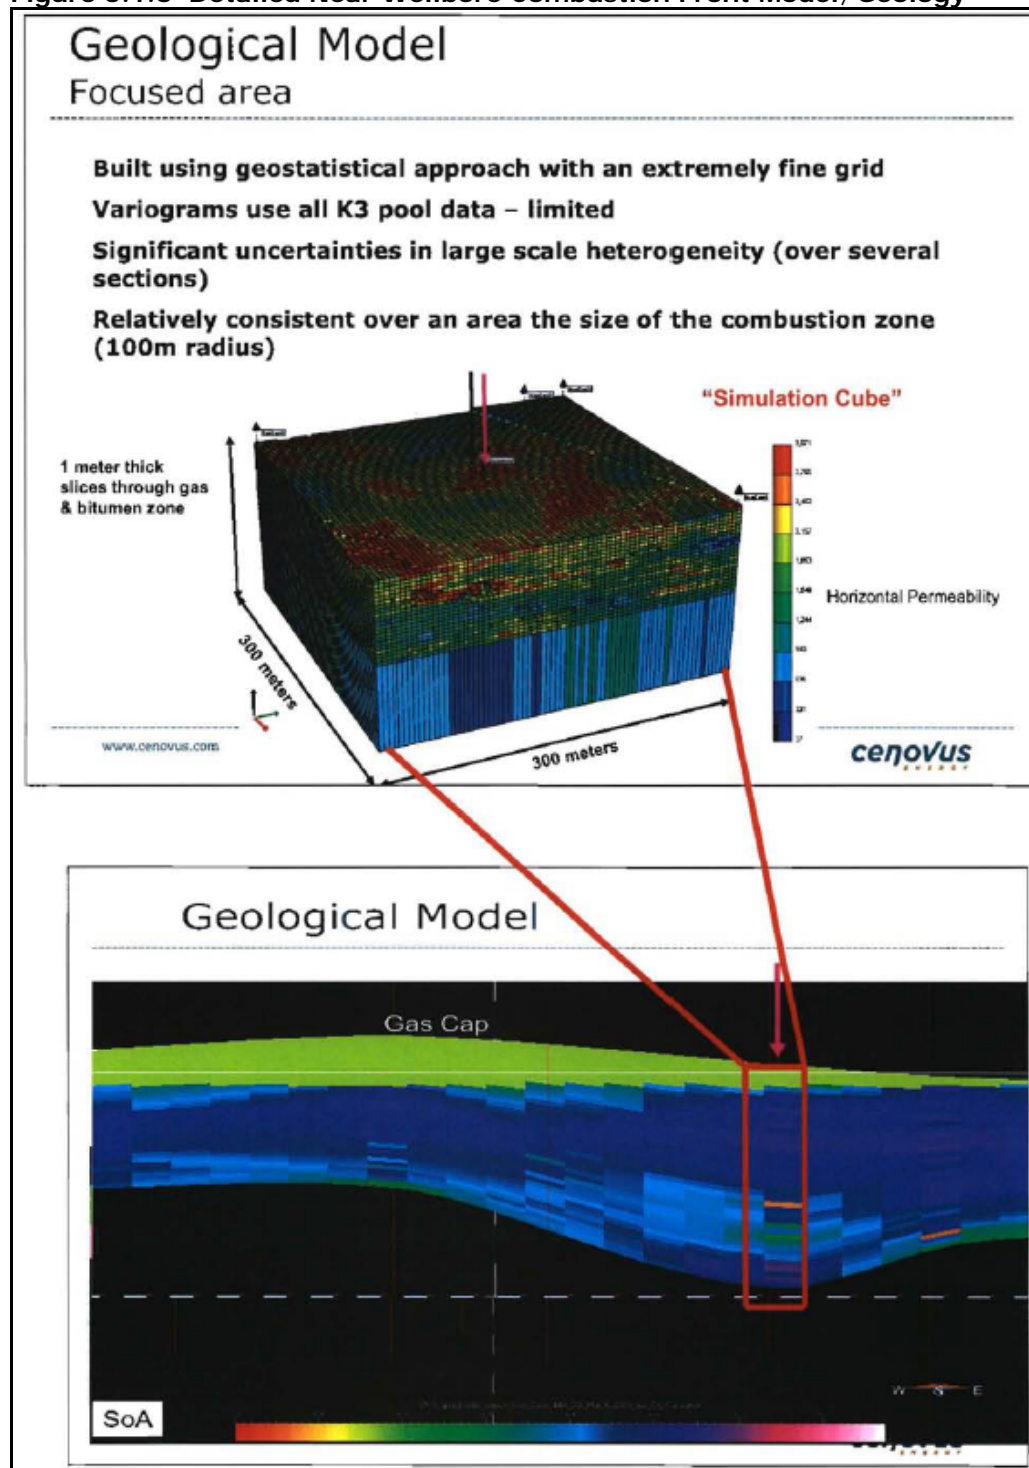 Geological Model
Focused area
Built using geostatistical approach with an extremely fine grid
Variograms use all K3 pool data – limited
Significant uncertainties in large scale heterogeneity (over several
sections)
Relatively consistent over an area the size of the combustion zone
(100m radius)
"Simulation Cube"
1 meter thick
slices through gas
& bitumen zone
Horizontal Permeability
300 meters
300 meters
www.cenovus.com
cenovus
ENERGY
Geological Model
Gas Cap
W S E
SoA